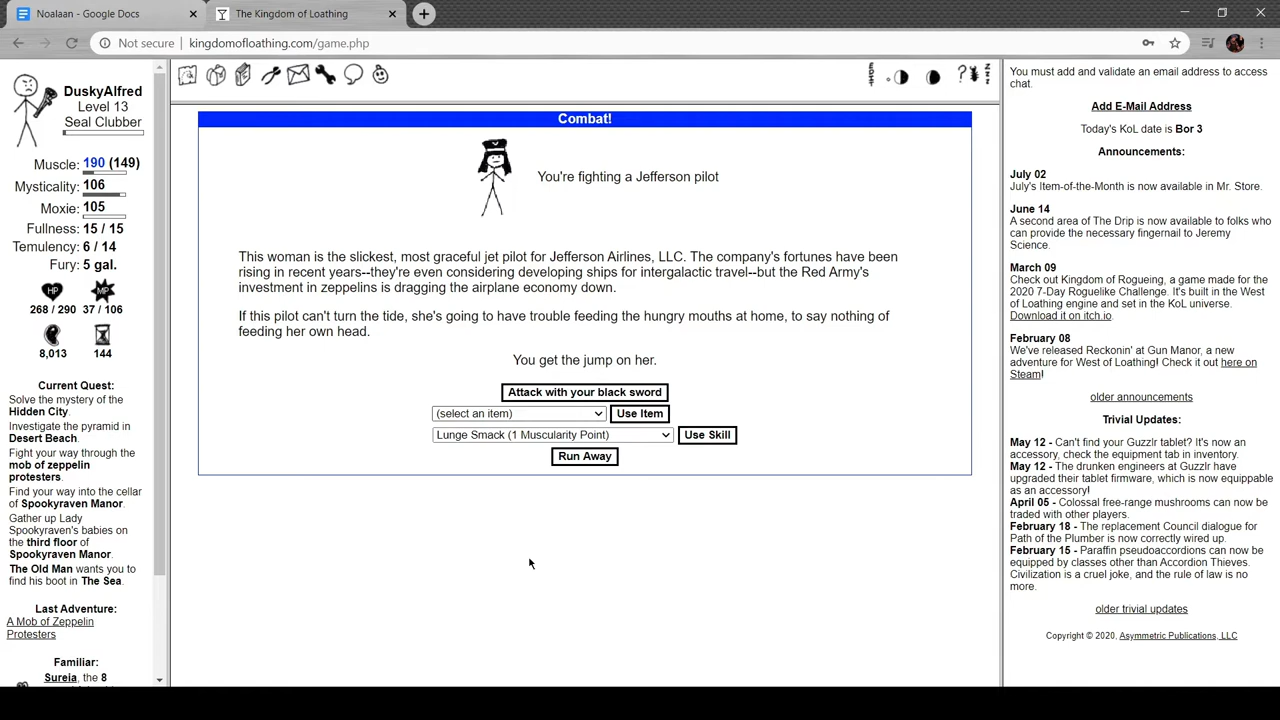 Noalaan - Google Docs
The Kingdom of Loathing
Not secure | kingdomofloathing.com/game.php
DuskyAlfred
Level 13
Seal Clubber
Muscle: 190 (149)
Mysticality: 106
Moxie: 105
Fullness: 15 / 15
Temulency: 6 / 14
Fury: 5 gal.
HP MP
268 / 290 37 / 106
8,013 144
Current Quest:
Solve the mystery of the
Hidden City.
Investigate the pyramid in
Desert Beach.
Fight your way through the
mob of zeppelin
protesters.
Find your way into the cellar
of Spookyraven Manor.
Gather up Lady
Spookyraven's babies on
the third floor of
Spookyraven Manor.
The Old Man wants you to
find his boot in The Sea.
Last Adventure:
A Mob of Zeppelin
Protesters
Familiar:
Sureia, the 8
Combat!
You're fighting a Jefferson pilot
This woman is the slickest, most graceful jet pilot for Jefferson Airlines, LLC. The company's fortunes have been
rising in recent years--they're even considering developing ships for intergalactic travel--but the Red Army's
investment in zeppelins is dragging the airplane economy down.
If this pilot can't turn the tide, she's going to have trouble feeding the hungry mouths at home, to say nothing of
feeding her own head.
You get the jump on her.
Attack with your black sword
(select an item) Use Item
Lunge Smack (1 Muscularity Point) Use Skill
Run Away
You must add and validate an email address to access
chat.
Add E-Mail Address
Today's KoL date is Bor 3
Announcements:
July 02
July's Item-of-the-Month is now available in Mr. Store.
June 14
A second area of The Drip is now available to folks who
can provide the necessary fingernail to Jeremy
Science.
March 09
Check out Kingdom of Rogueing, a game made for the
2020 7-Day Roguelike Challenge. It's built in the West
of Loathing engine and set in the KoL universe.
Download it on itch.io.
February 08
We've released Reckonin' at Gun Manor, a new
adventure for West of Loathing! Check it out here on
Steam!
older announcements
Trivial Updates:
May 12 - Can't find your Guzzlr tablet? It's now an
accessory, check the equipment tab in inventory.
May 12 - The drunken engineers at Guzzlr have
upgraded their tablet firmware, which is now equippable
as an accessory!
April 05 - Colossal free-range mushrooms can now be
traded with other players.
February 18 - The replacement Council dialogue for
Path of the Plumber is now correctly wired up.
February 15 - Paraffin pseudoaccordions can now be
equipped by classes other than Accordion Thieves.
Civilization is a cruel joke, and the rule of law is no
more.
older trivial updates
Copyright © 2020, Asymmetric Publications, LLC